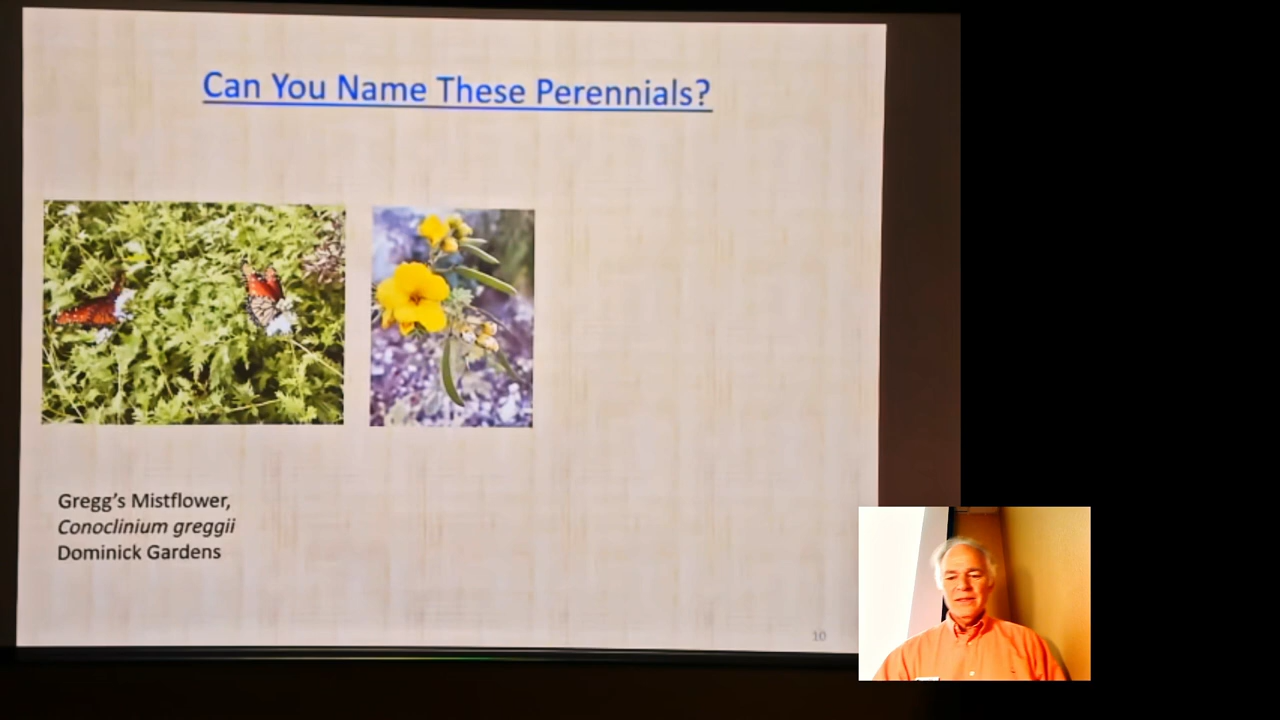 Can You Name These Perennials?
Gregg's Mistflower,
Conoclinium greggii
Dominick Gardens
10